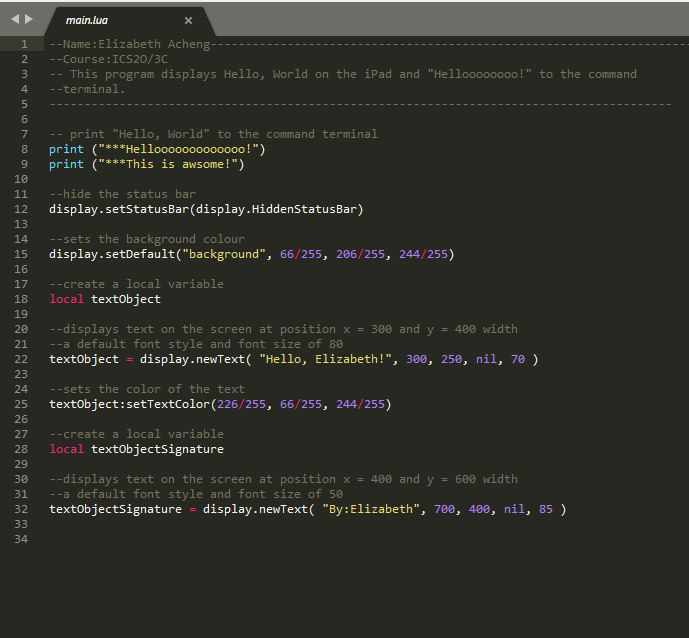 main.lua
1 --Name:Elizabeth Acheng--------------------------------------------------------------------
2 --Course:ICS2O/3C
3 -- This program displays Hello, World on the iPad and "Helloooooooo!" to the command
4 --terminal.
5 -----------------------------------------------------------------------------------------
6
7 -- print "Hello, World" to the command terminal
8 print ("***Hellooooooooooooo!")
9 print ("***This is awsome!")
10
11 --hide the status bar
12 display.setStatusBar(display.HiddenStatusBar)
13
14 --sets the background colour
15 display.setDefault("background", 66/255, 206/255, 244/255)
16
17 --create a local variable
18 local textObject
19
20 --displays text on the screen at position x = 300 and y = 400 width
21 --a default font style and font size of 80
22 textObject = display.newText( "Hello, Elizabeth!", 300, 250, nil, 70 )
23
24 --sets the color of the text
25 textObject:setTextColor(226/255, 66/255, 244/255)
26
27 --create a local variable
28 local textObjectSignature
29
30 --displays text on the screen at position x = 400 and y = 600 width
31 --a default font style and font size of 50
32 textObjectSignature = display.newText( "By:Elizabeth", 700, 400, nil, 85 )
33
34